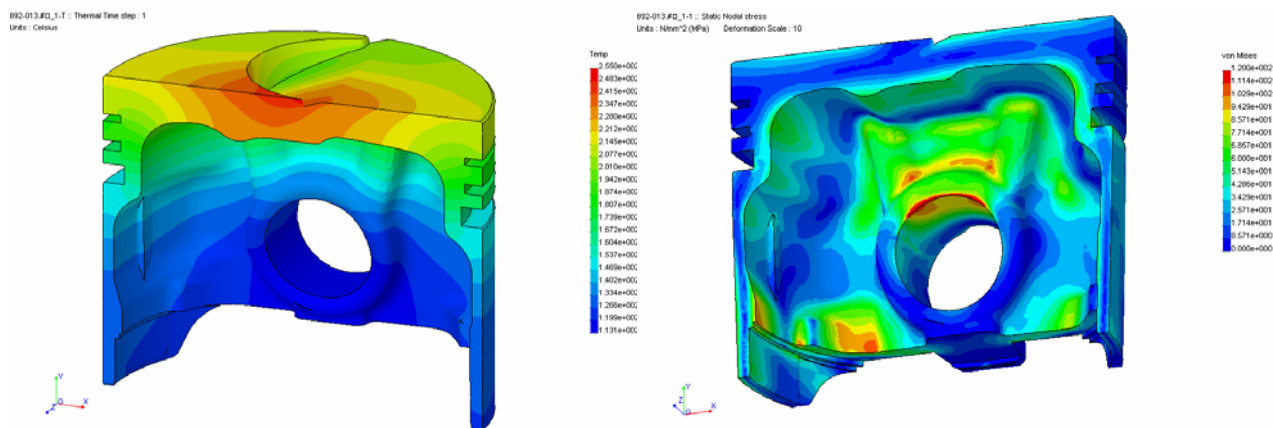 892-013.#¤_1-T :: Thermal Time step : 1
Units : Celsius
Temp
2.550e+002
2.483e+002
2.415e+002
2.347e+002
2.280e+002
2.145e+002
2.077e+002
2.010e+002
1.942e+002
1.874e+002
1.807e+002
1.739e+002
1.672e+002
1.604e+002
1.537e+002
1.469e+002
1.402e+002
1.334e+002
1.266e+002
1.199e+002
1.131e+002
Y
X
Z
892-013.#¤_1-1 :: Static Nodal stress
Units : N/mm^2 (MPa) Deformation Scale : 10
von Mises
1.200e+002
1.114e+002
1.029e+002
9.429e+001
8.571e+001
7.714e+001
6.857e+001
6.000e+001
5.143e+001
4.286e+001
3.429e+001
2.571e+001
1.714e+001
8.571e+000
0.000e+000
Y
Z
X